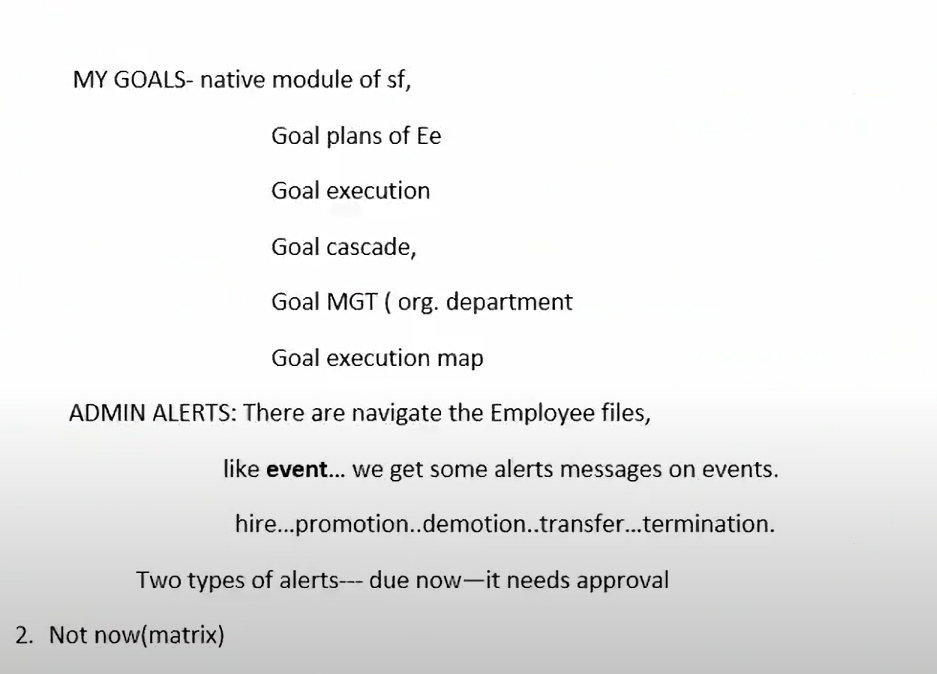 MY GOALS- native module of sf,
Goal plans of Ee
Goal execution
Goal cascade,
Goal MGT ( org. department
Goal execution map
ADMIN ALERTS: There are navigate the Employee files,
like event... we get some alerts messages on events.
hire...promotion..demotion..transfer...termination.
Two types of alerts--- due now—it needs approval
2. Not now(matrix)